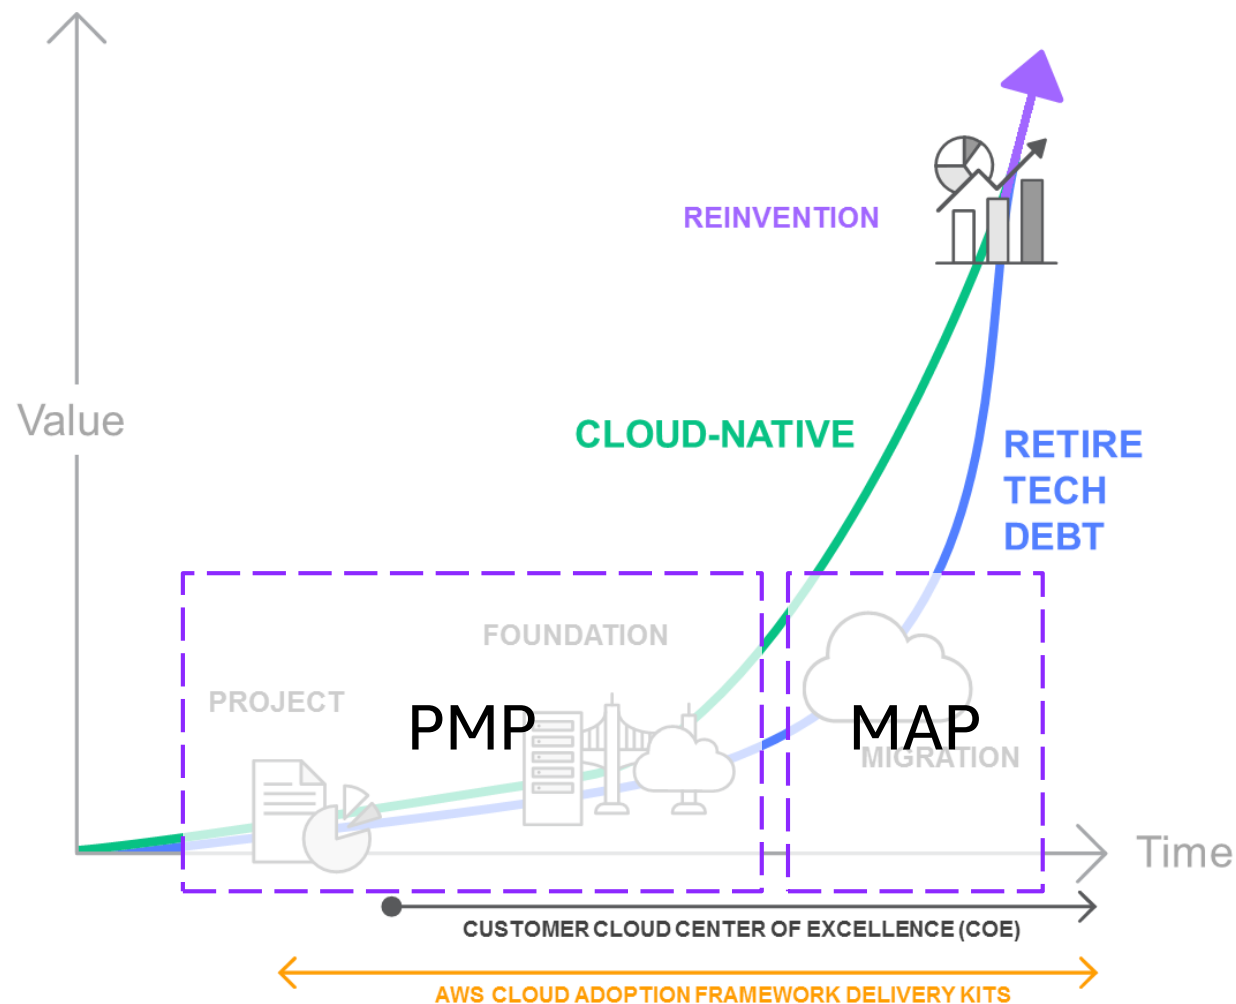 REINVENTION
Value
CLOUD-NATIVE
RETIRE
TECH
DEBT
FOUNDATION
PROJECT
PMP
MAP
MIGRATION
Time
CUSTOMER CLOUD CENTER OF EXCELLENCE (COE)
AWS CLOUD ADOPTION FRAMEWORK DELIVERY KITS